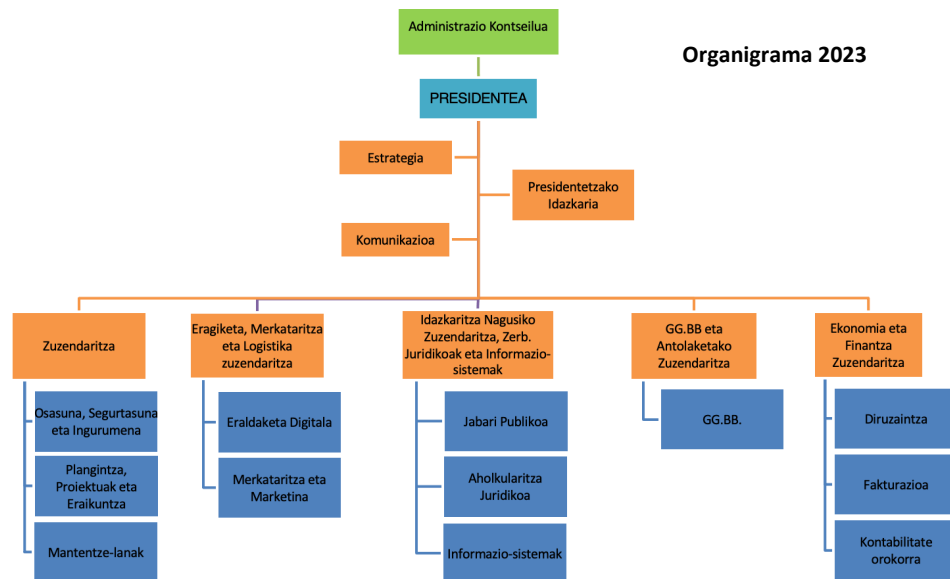 Administrazio Kontseilua
Organigrama 2023
PRESIDENTEA
Estrategia
Presidentetzako
Idazkaria
Komunikazioa
Zuzendaritza
Eragiketa, Merkataritza
eta Logistika
zuzendaritza
Idazkaritza Nagusiko
Zuzendaritza, Zerb.
Juridikoak eta Informazio-
sistemak
GG.BB eta
Antolaketako
Zuzendaritza
Ekonomia eta
Finantza
Zuzendaritza
Osasuna, Segurtasuna
eta Ingurumena
Eraldaketa Digitala
Jabari Publikoa
GG.BB.
Diruzaintza
Plangintza,
Proiektuak eta
Eraikuntza
Merkataritza eta
Marketina
Aholkularitza
Juridikoa
Fakturazioa
Mantentze-lanak
Informazio-sistemak
Kontabilitate
orokorra